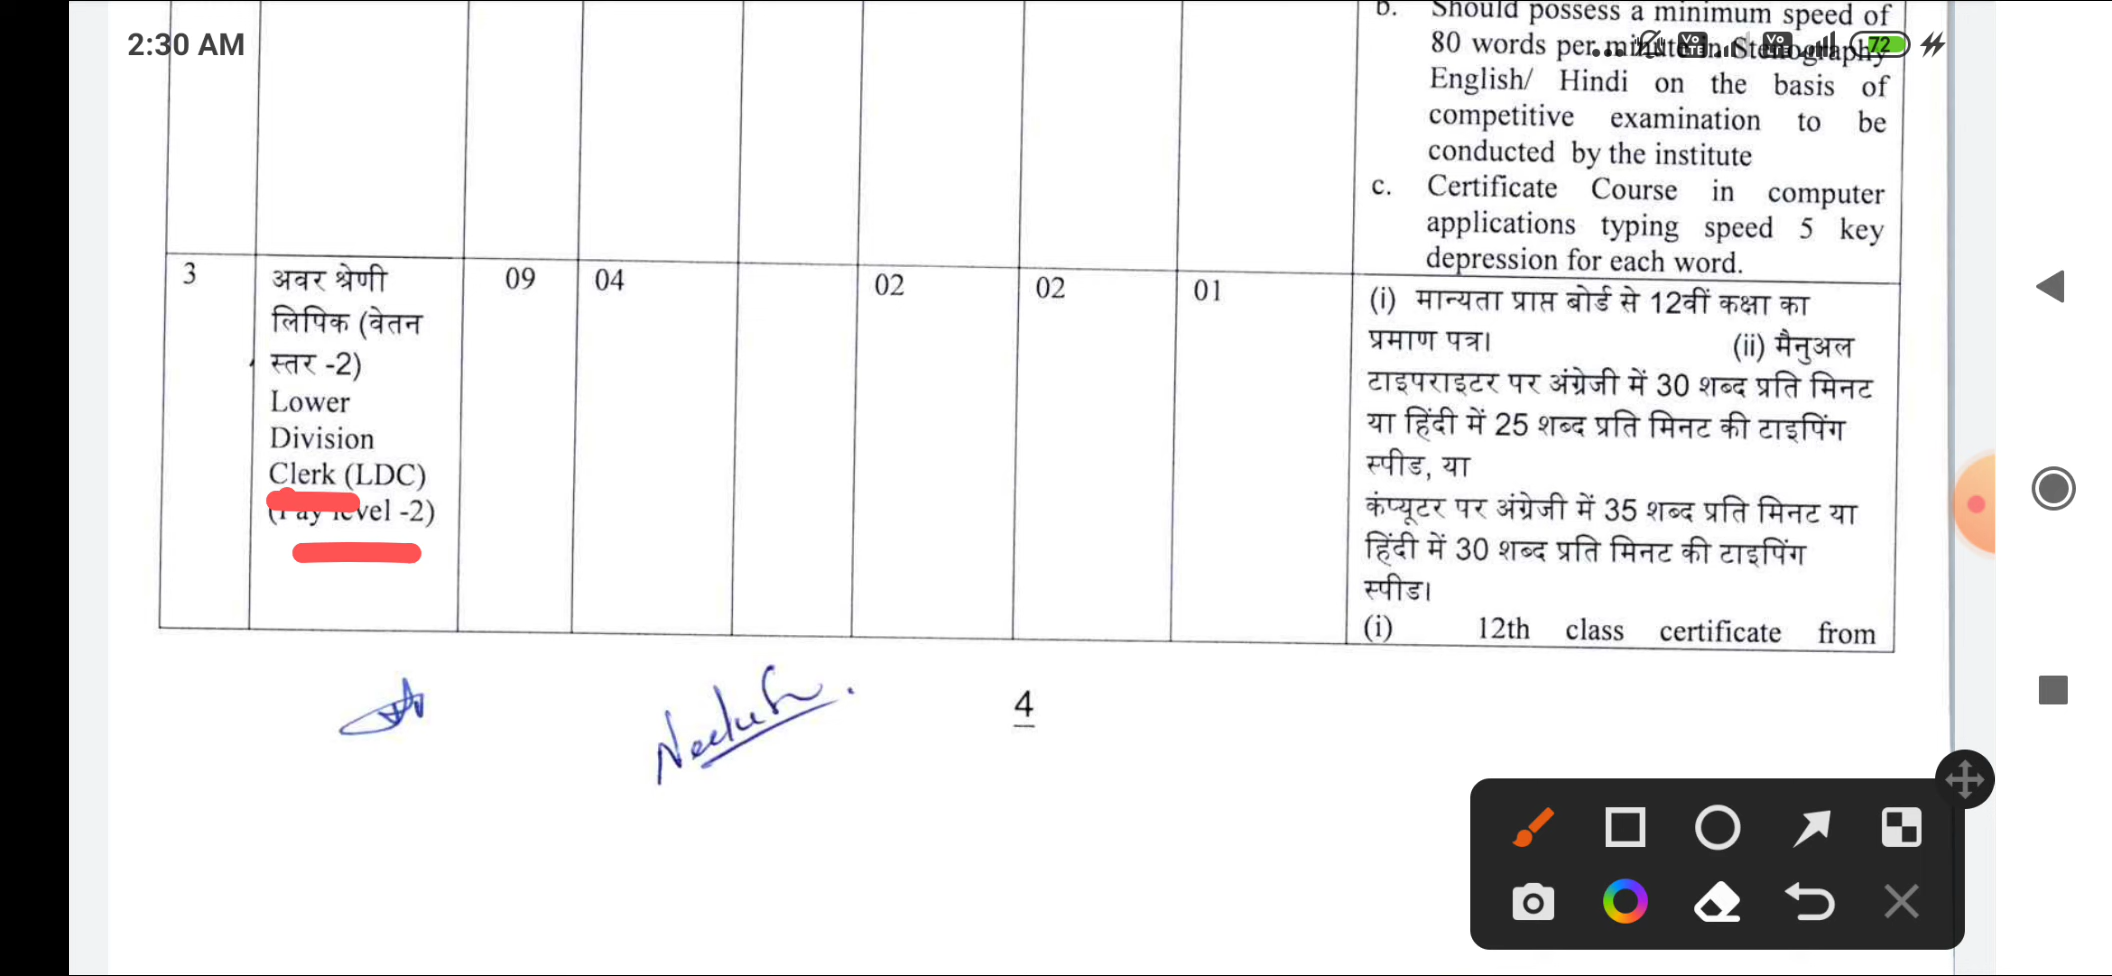 b. Should possess a minimum speed of
2:30 AM
80 words per minute in Stenography
72
English/ Hindi on the basis of
competitive examination to be
conducted by the institute
c. Certificate Course in computer
applications typing speed 5 key
depression for each word.
3 अवर श्रेणी 09 04 02 02 01
लिपिक (वेतन
स्तर -2)
Lower
Division
Clerk (LDC)
(Pay level -2)
(i) मान्यता प्राप्त बोर्ड से 12वीं कक्षा का
प्रमाण पत्र। (ii) मैनुअल
टाइपराइटर पर अंग्रेजी में 30 शब्द प्रति मिनट
या हिंदी में 25 शब्द प्रति मिनट की टाइपिंग
स्पीड, या
कंप्यूटर पर अंग्रेजी में 35 शब्द प्रति मिनट या
हिंदी में 30 शब्द प्रति मिनट की टाइपिंग
स्पीड।
(i) 12th class certificate from
4